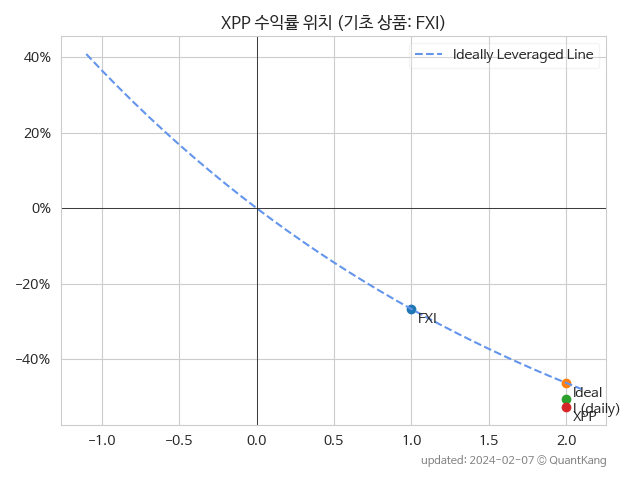 XPP 수익률 위치 (기초 상품: FXI)
Ideally Leveraged Line
40%
20%
0%
−20%
−40%
FXI
Ideal
(daily)
XPP
−1.0 −0.5 0.0 0.5 1.0 1.5 2.0
updated: 2024-02-07 © QuantKang